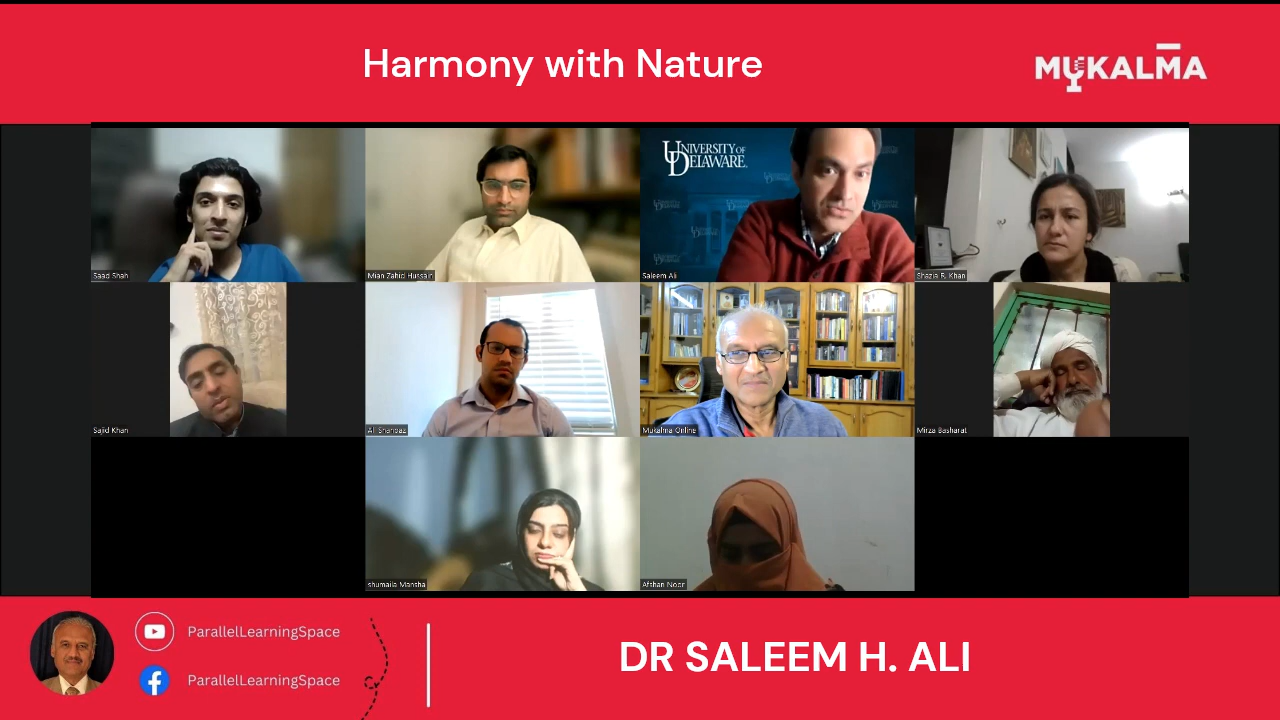 Harmony with Nature
MUKALMA
UNIVERSITY OF
DELAWARE.
Saad Shah
Mian Zahid Hussain
Saleem Ali
Shazia R. Khan
Sajid Khan
Ali Shahbaz
Mukalma Online
Mirza Basharat
shumaila Mansha
Afshan Noor
ParallelLearningSpace
ParallelLearningSpace
DR SALEEM H. ALI